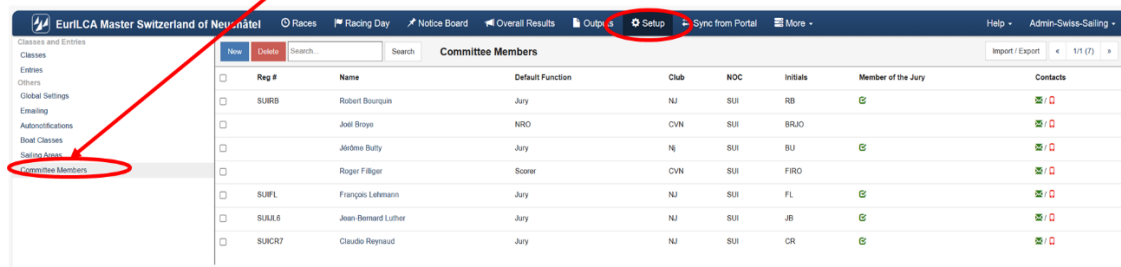 EurILCA Master Switzerland of Neuchâtel Races Racing Day Notice Board Overall Results Outputs Setup Sync from Portal More Help Admin-Swiss-Sailing
Classes and Entries
Classes
Entries
Others
Global Settings
Emailing
Autonotifications
Boat Classes
Sailing Areas
Committee Members
New Delete Search... Search Committee Members Import / Export « 1/1 (7) »
Reg # Name Default Function Club NOC Initials Member of the Jury Contacts
SUIRB Robert Bourquin Jury NJ SUI RB /
Joël Broye NRO CVN SUI BRJO /
Jérôme Butty Jury Nj SUI BU /
Roger Filliger Scorer CVN SUI FIRO /
SUIFL François Lehmann Jury NJ SUI FL /
SUIJL6 Jean-Bernard Luther Jury NJ SUI JB /
SUICR7 Claudio Reynaud Jury NJ SUI CR /